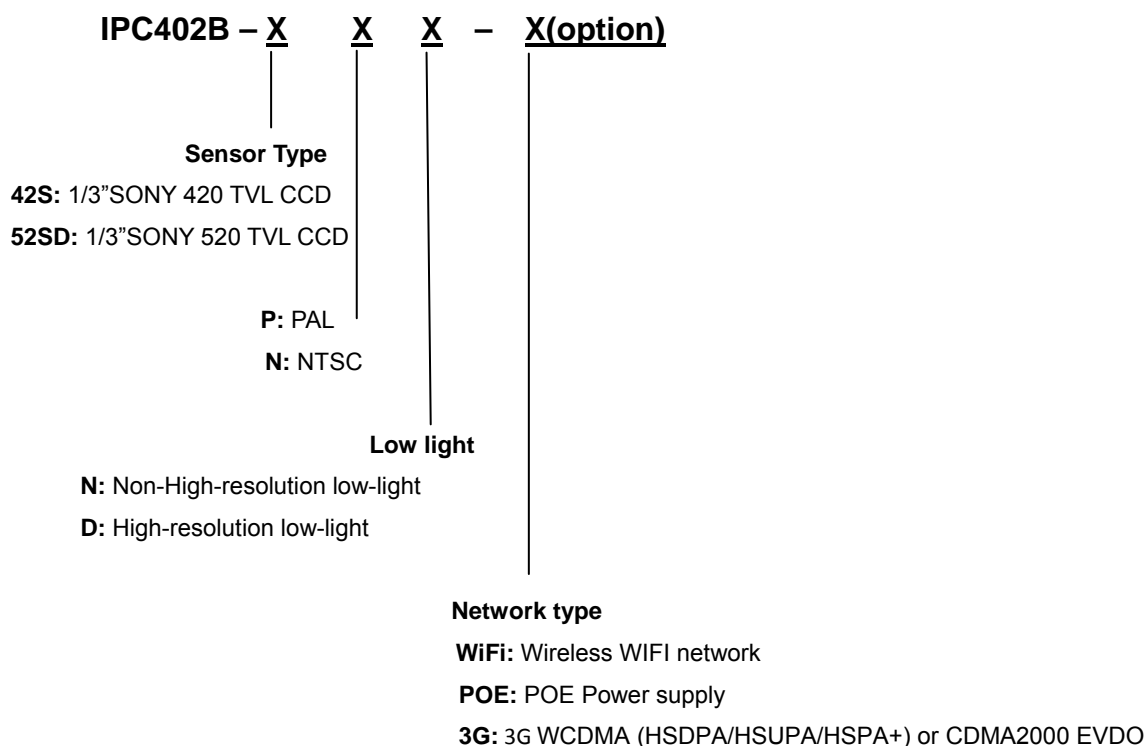 IPC402B – X X X – X(option)
Sensor Type
42S: 1/3”SONY 420 TVL CCD
52SD: 1/3”SONY 520 TVL CCD
P: PAL
N: NTSC
Low light
N: Non-High-resolution low-light
D: High-resolution low-light
Network type
WiFi: Wireless WIFI network
POE: POE Power supply
3G: 3G WCDMA (HSDPA/HSUPA/HSPA+) or CDMA2000 EVDO